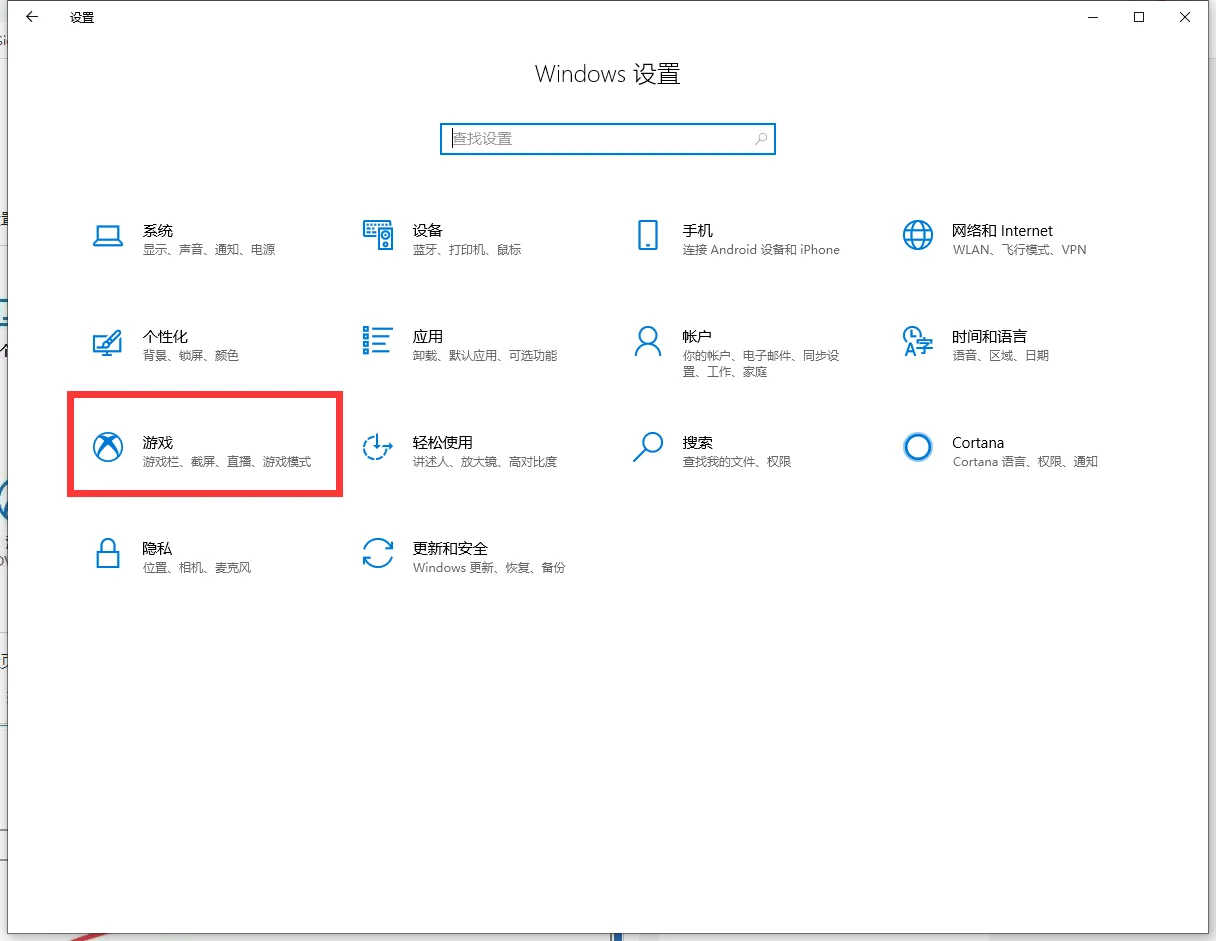 设置
Windows 设置
查找设置
系统
显示、声音、通知、电源
设备
蓝牙、打印机、鼠标
手机
连接 Android 设备和 iPhone
网络和 Internet
WLAN、飞行模式、VPN
个性化
背景、锁屏、颜色
应用
卸载、默认应用、可选功能
帐户
你的帐户、电子邮件、同步设
置、工作、家庭
时间和语言
语音、区域、日期
游戏
游戏栏、截屏、直播、游戏模式
轻松使用
讲述人、放大镜、高对比度
搜索
查找我的文件、权限
Cortana
Cortana 语言、权限、通知
隐私
位置、相机、麦克风
更新和安全
Windows 更新、恢复、备份